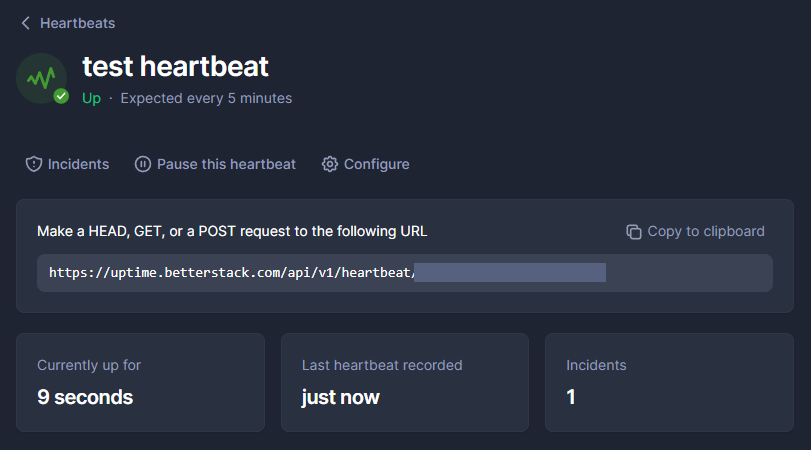 Heartbeats
test heartbeat
Up · Expected every 5 minutes
Incidents Pause this heartbeat Configure
Make a HEAD, GET, or a POST request to the following URL Copy to clipboard
https://uptime.betterstack.com/api/v1/heartbeat/
Currently up for
9 seconds
Last heartbeat recorded
just now
Incidents
1